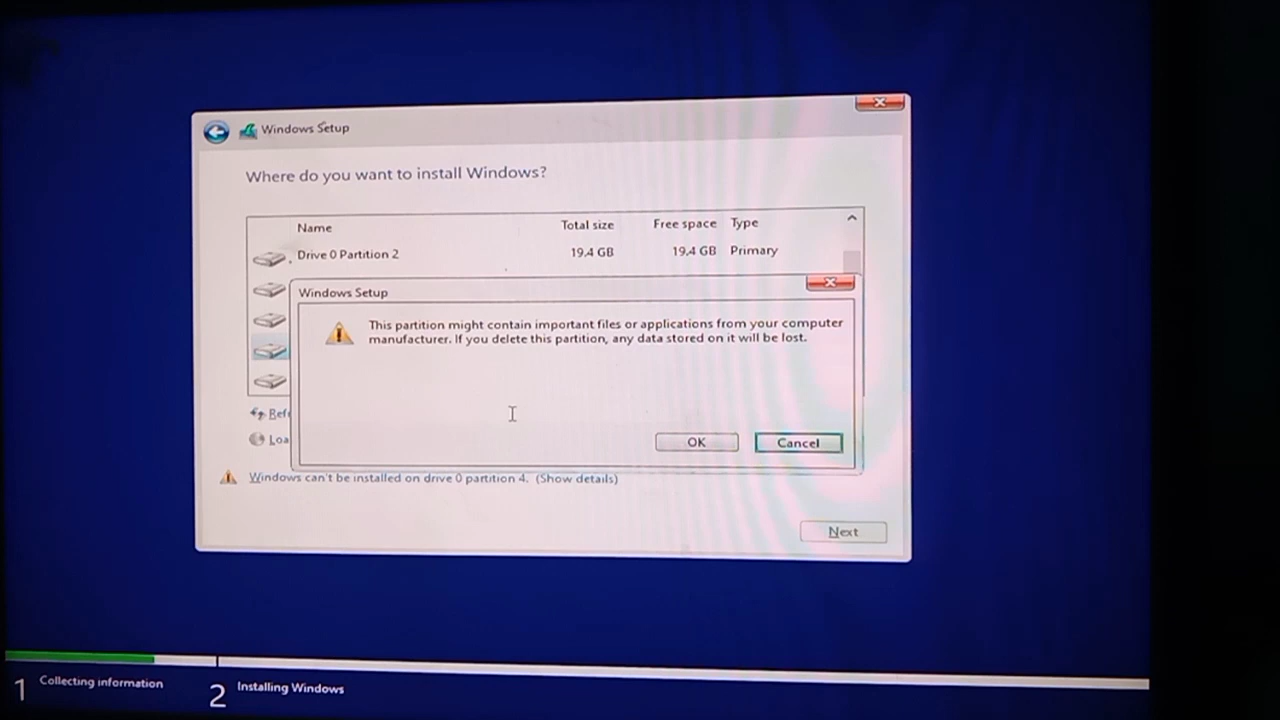 Windows Setup
Where do you want to install Windows?
Name Total size Free space Type
Drive 0 Partition 2 19.4 GB 19.4 GB Primary
Windows Setup
This partition might contain important files or applications from your computer
manufacturer. If you delete this partition, any data stored on it will be lost.
OK Cancel
Windows can't be installed on drive 0 partition 4. (Show details)
Next
1 Collecting information
2 Installing Windows